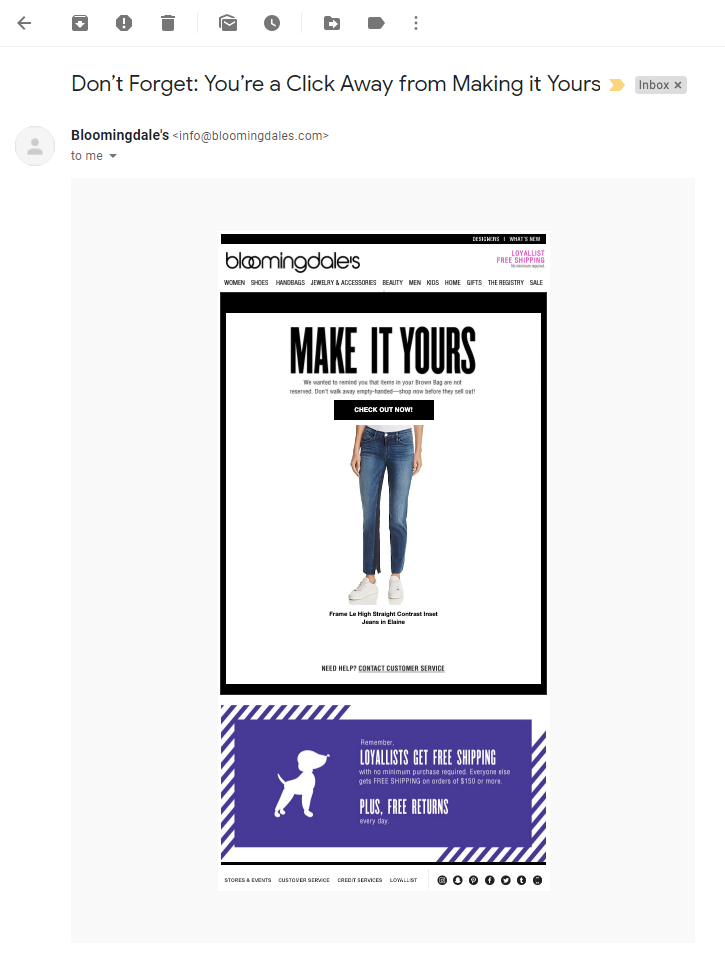 Don’t Forget: You’re a Click Away from Making it Yours
Inbox ×
Bloomingdale's <info@bloomingdales.com>
to me
DESIGNERS | WHAT'S NEW
bloomingdale's
LOYALLIST
FREE SHIPPING
No minimum required.
WOMEN SHOES HANDBAGS JEWELRY & ACCESSORIES BEAUTY MEN KIDS HOME GIFTS THE REGISTRY SALE
MAKE IT YOURS
We wanted to remind you that items in your Brown Bag are not
reserved. Don't walk away empty-handed—shop now before they sell out!
CHECK OUT NOW!
Frame Le High Straight Contrast Inset
Jeans in Elaine
NEED HELP? CONTACT CUSTOMER SERVICE
Remember,
LOYALLISTS GET FREE SHIPPING
with no minimum purchase required. Everyone else
gets FREE SHIPPING on orders of $150 or more.
PLUS, FREE RETURNS
every day.
STORES & EVENTS CUSTOMER SERVICE CREDIT SERVICES LOYALLIST